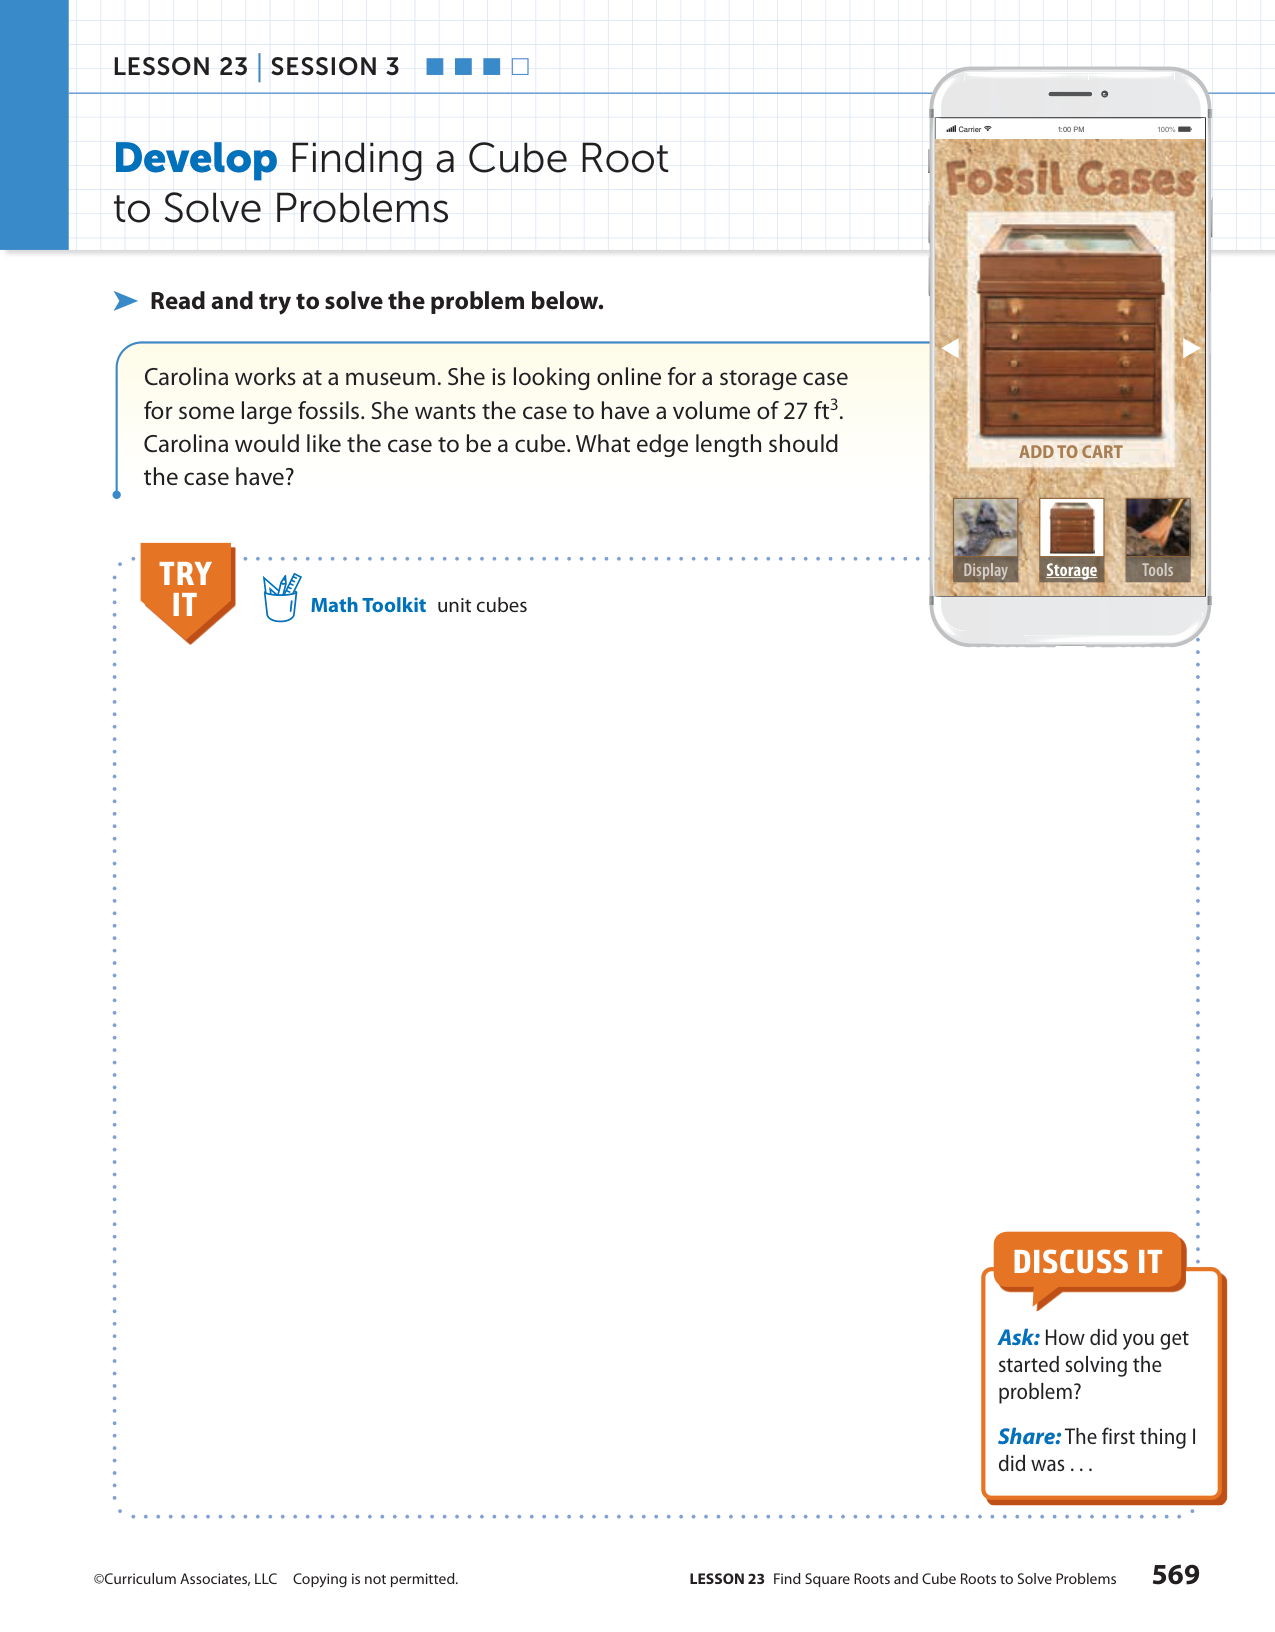 LESSON 23 | SESSION 3
Develop Finding a Cube Root
to Solve Problems
Carrier
1:00 PM
100%
Fossil Cases
ADD TO CART
Display
Storage
Tools
Read and try to solve the problem below.
Carolina works at a museum. She is looking online for a storage case
for some large fossils. She wants the case to have a volume of 27 ft³.
Carolina would like the case to be a cube. What edge length should
the case have?
TRY
IT
Math Toolkit unit cubes
DISCUSS IT
Ask: How did you get
started solving the
problem?
Share: The first thing I
did was . . .
©Curriculum Associates, LLC Copying is not permitted.
LESSON 23 Find Square Roots and Cube Roots to Solve Problems 569